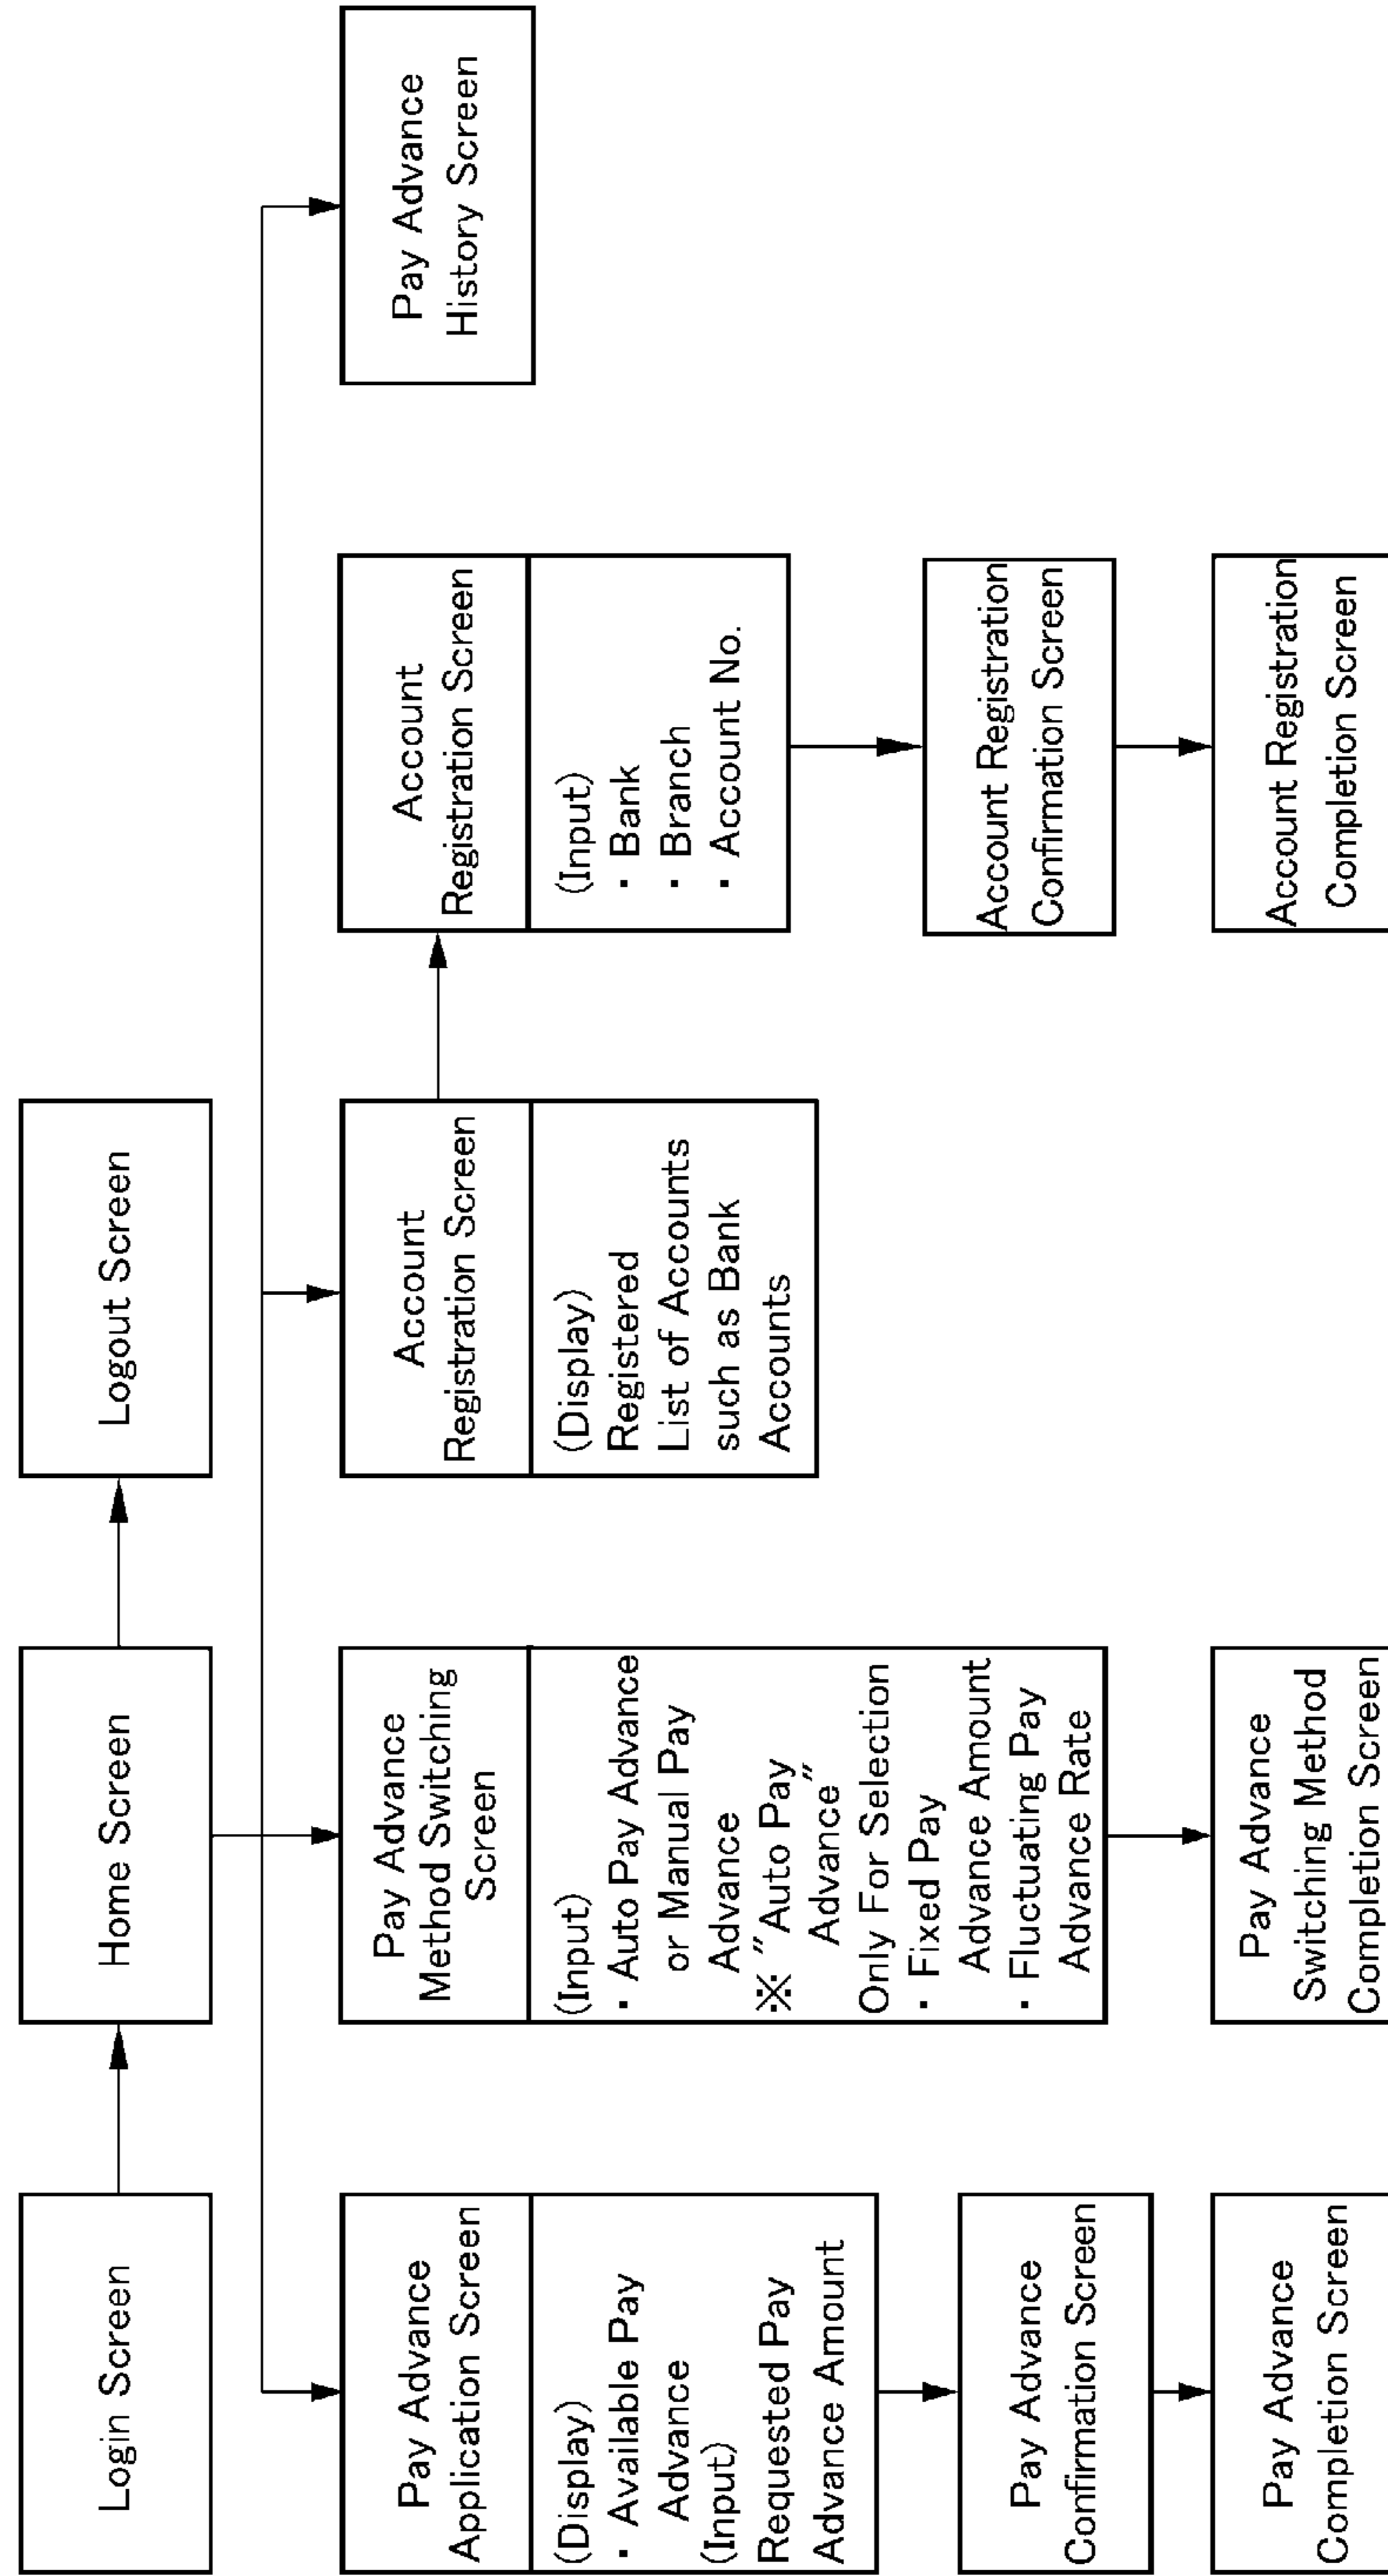 Login Screen
Home Screen
Logout Screen
Pay Advance
Application Screen
(Display)
・Available Pay
Advance
(Input)
Requested Pay
Advance Amount
Pay Advance
Confirmation Screen
Pay Advance
Completion Screen
Pay Advance
Method Switching
Screen
(Input)
・Auto Pay Advance
or Manual Pay
Advance
※ "Auto Pay
Advance"
Only For Selection
・Fixed Pay
Advance Amount
・Fluctuating Pay
Advance Rate
Pay Advance
Switching Method
Completion Screen
Account
Registration Screen
(Display)
Registered
List of Accounts
such as Bank
Accounts
Account
Registration Screen
(Input)
・Bank
・Branch
・Account No.
Account Registration
Confirmation Screen
Account Registration
Completion Screen
Pay Advance
History Screen